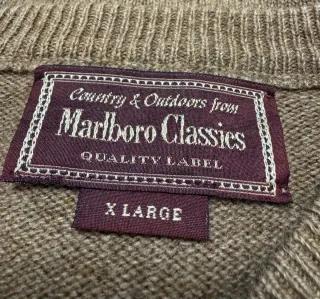 Country & Outdoors from
Marlboro Classics
QUALITY LABEL
X LARGE